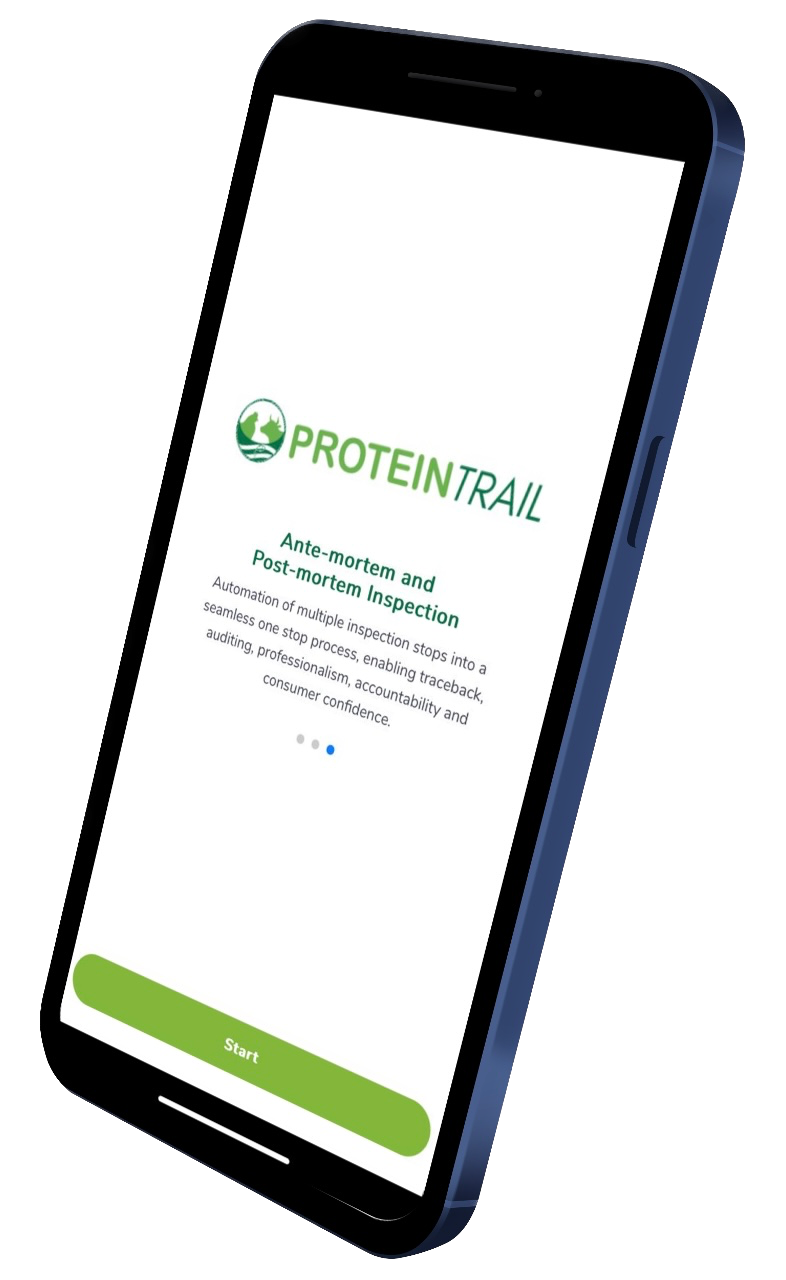 PROTEINTRAIL
Ante-mortem and
Post-mortem Inspection
Automation of multiple inspection stops into a
seamless one stop process, enabling traceback,
auditing, professionalism, accountability and
consumer confidence.
Start